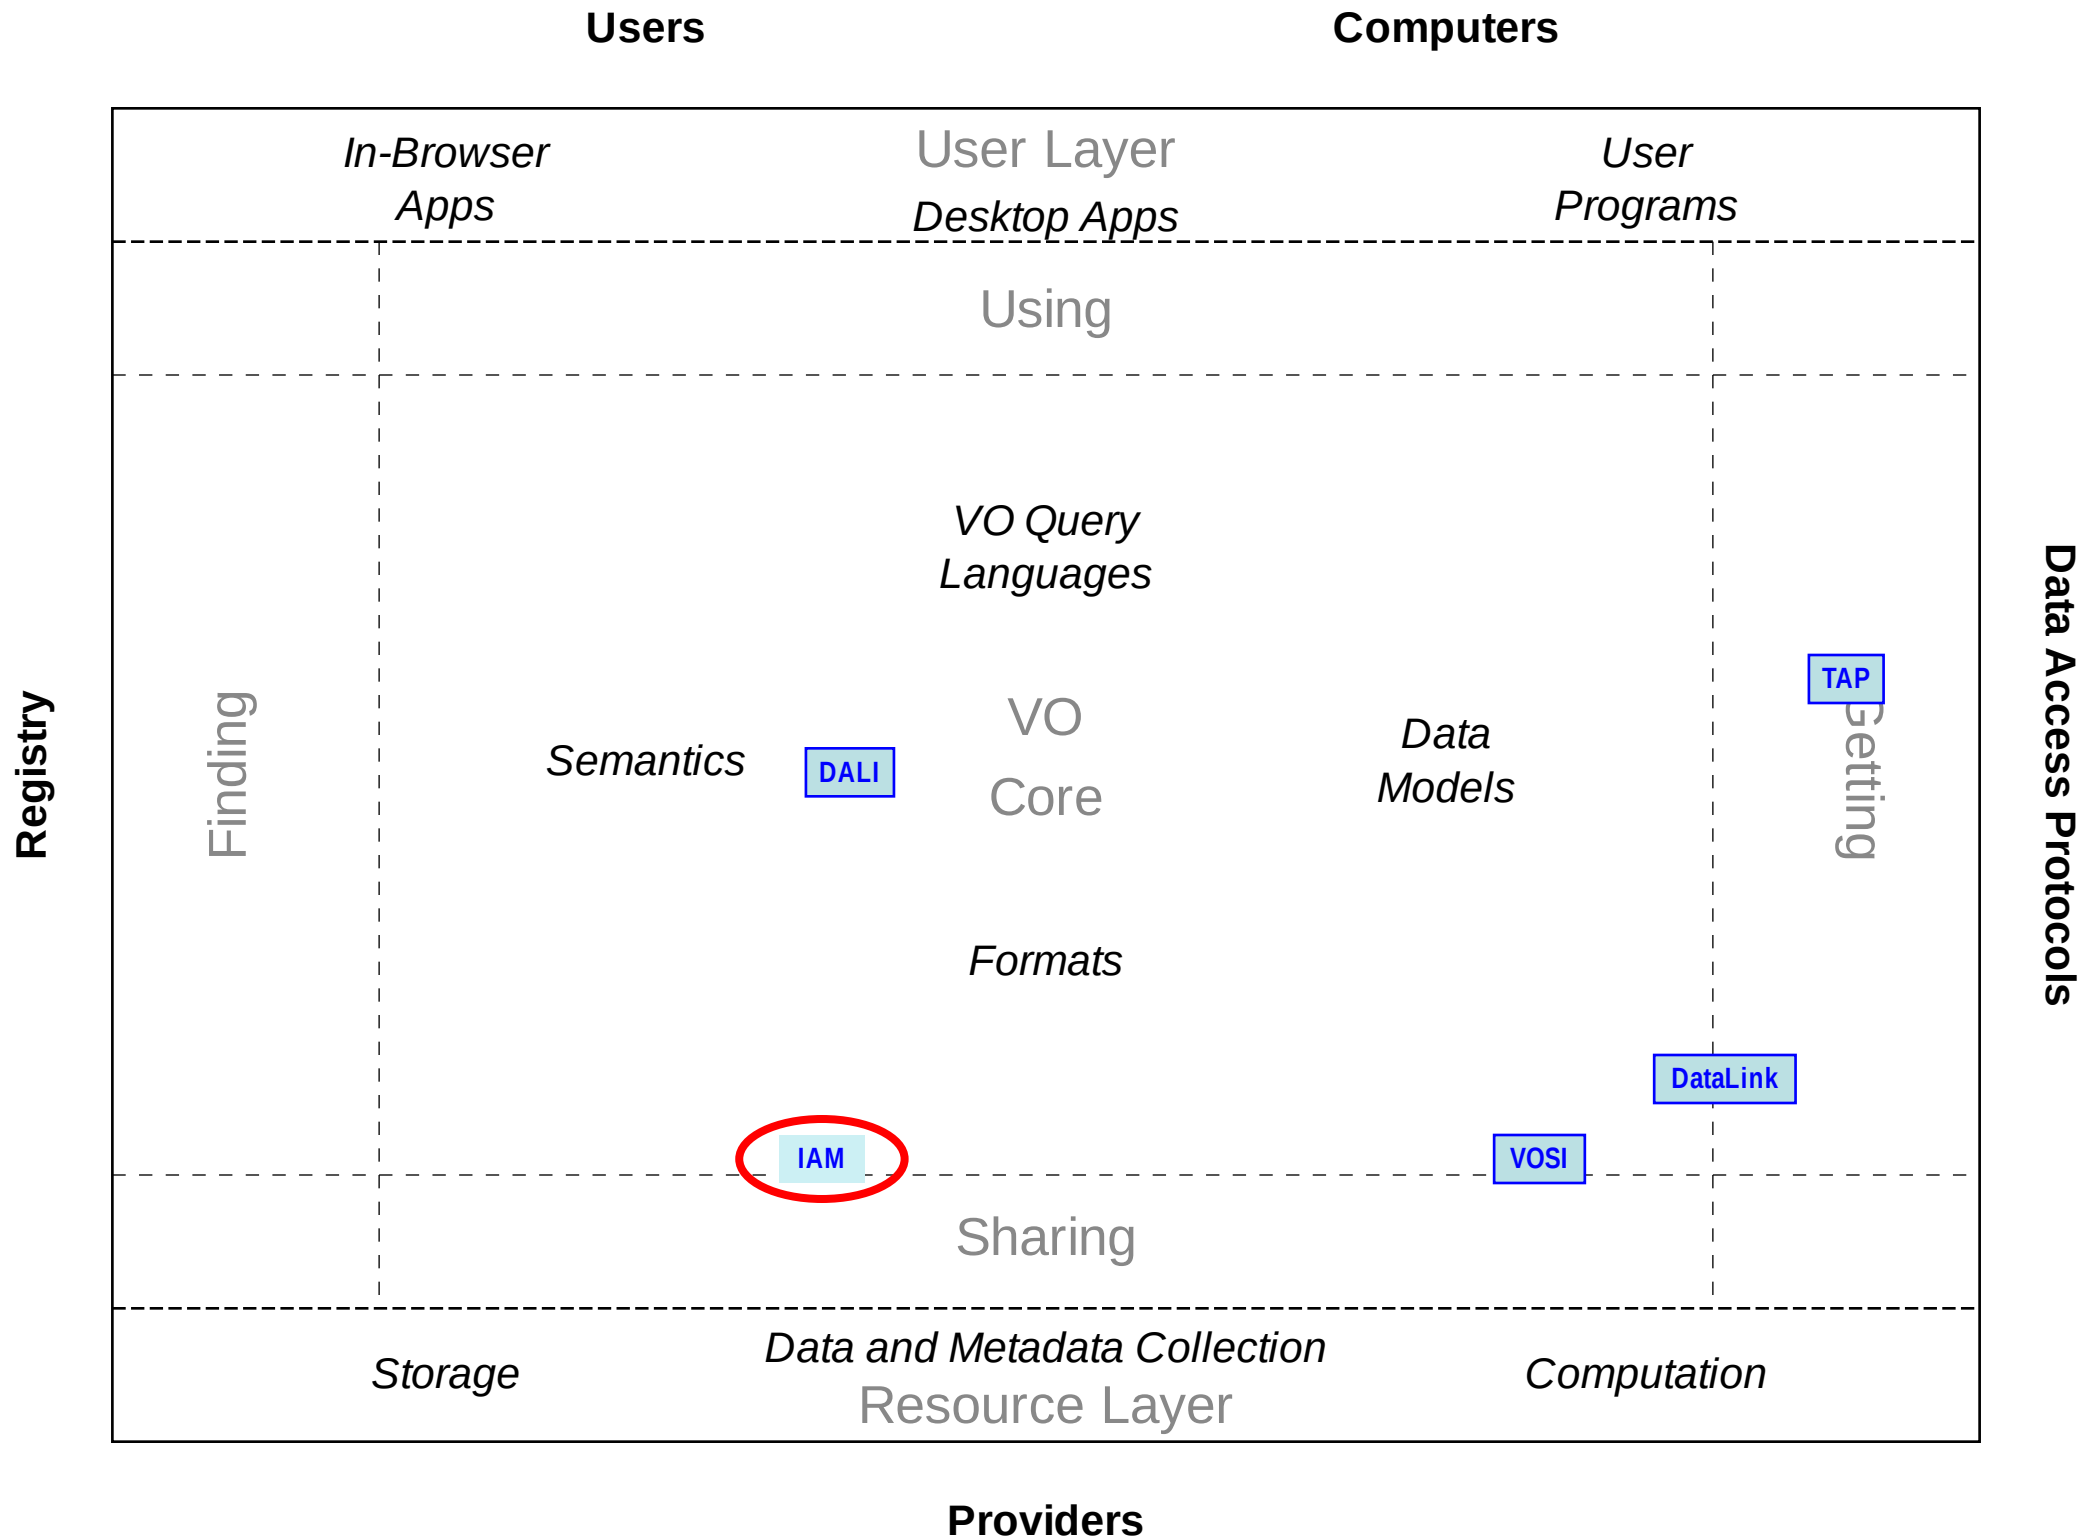 Users
Computers
In-Browser
Apps
User Layer
Desktop Apps
User
Programs
Using
VO Query
Languages
Registry
Finding
Semantics
DALI
VO
Core
Data
Models
TAP
Getting
Data Access Protocols
Formats
DataLink
IAM
VOSI
Sharing
Storage
Data and Metadata Collection
Resource Layer
Computation
Providers